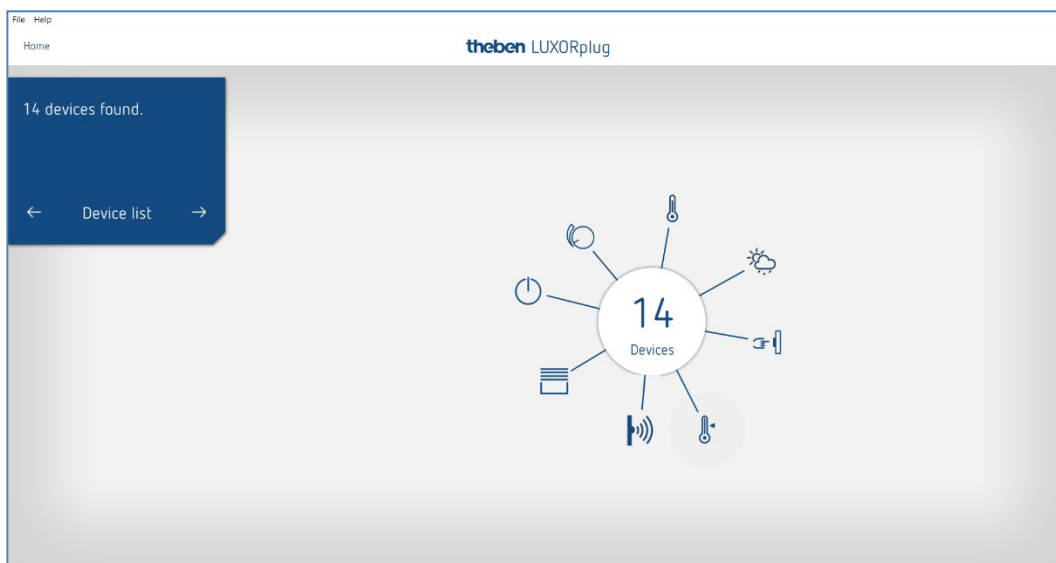 File Help
Home
theben LUXORplug
14 devices found.
← Device list →
14
Devices